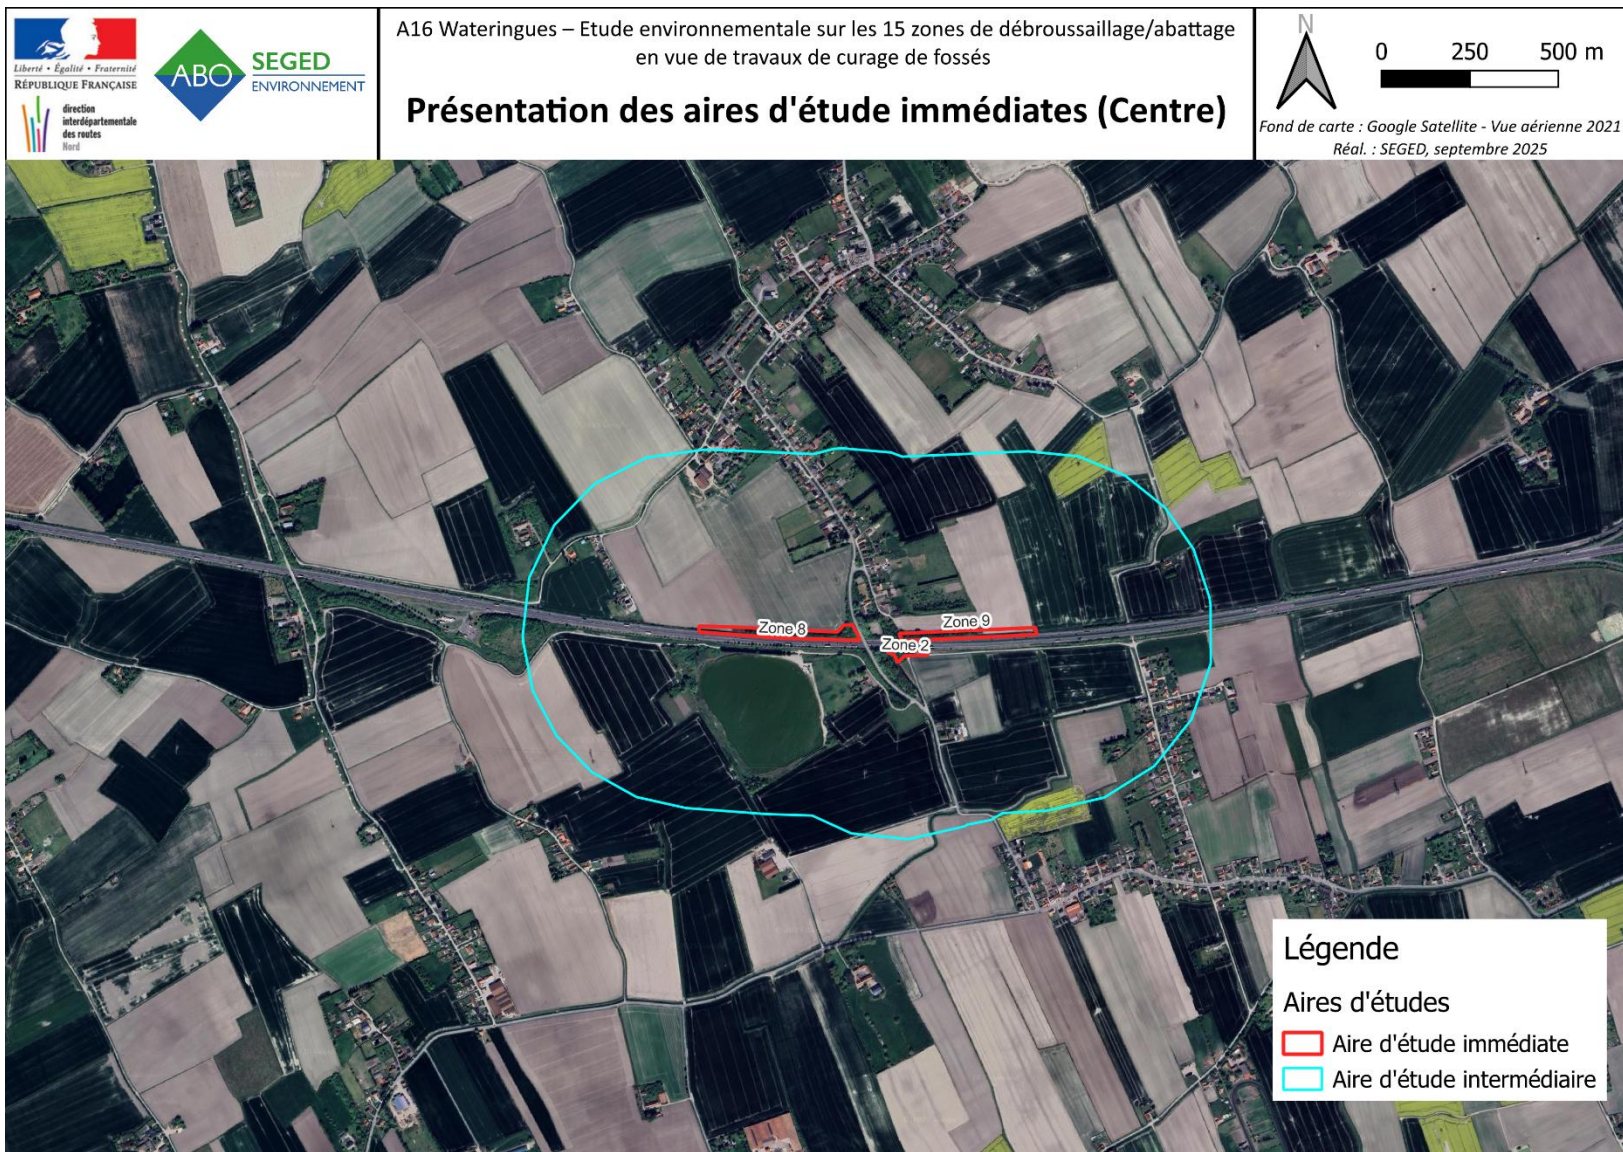 Liberté • Égalité • Fraternité
RÉPUBLIQUE FRANÇAISE
direction
interdépartementale
des routes
Nord
ABO
SEGED
ENVIRONNEMENT
A16 Wateringues – Etude environnementale sur les 15 zones de débroussaillage/abattage
en vue de travaux de curage de fossés
Présentation des aires d'étude immédiates (Centre)
N
0 250 500 m
Fond de carte : Google Satellite - Vue aérienne 2021
Réal. : SEGED, septembre 2025
Zone 8
Zone 9
Zone 2
Légende
Aires d'études
Aire d'étude immédiate
Aire d'étude intermédiaire